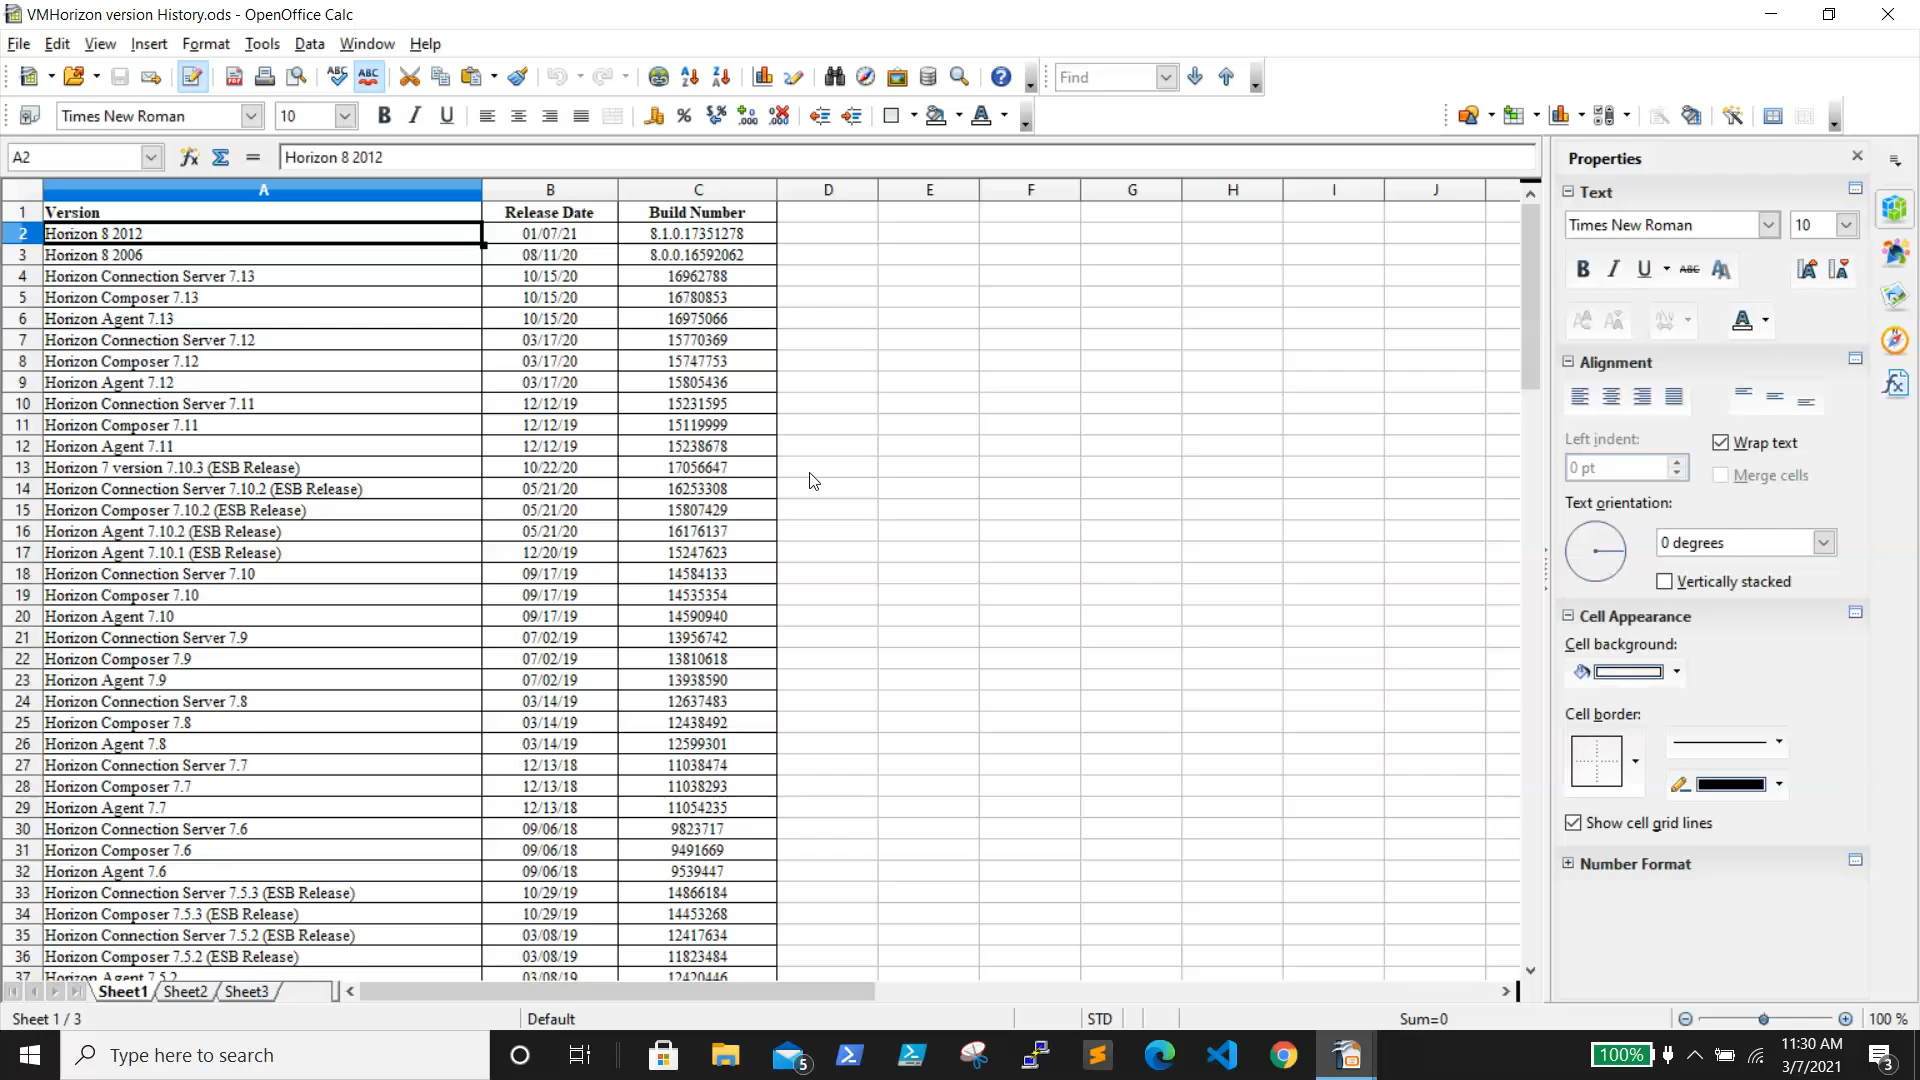 VMHorizon version History.ods - OpenOffice Calc
File Edit View Insert Format Tools Data Window Help
Find
Times New Roman 10
A2 Horizon 8 2012
A B C D E F G H I J
1 Version Release Date Build Number
2 Horizon 8 2012 01/07/21 8.1.0.17351278
3 Horizon 8 2006 08/11/20 8.0.0.16592062
4 Horizon Connection Server 7.13 10/15/20 16962788
5 Horizon Composer 7.13 10/15/20 16780853
6 Horizon Agent 7.13 10/15/20 16975066
7 Horizon Connection Server 7.12 03/17/20 15770369
8 Horizon Composer 7.12 03/17/20 15747753
9 Horizon Agent 7.12 03/17/20 15805436
10 Horizon Connection Server 7.11 12/12/19 15231595
11 Horizon Composer 7.11 12/12/19 15119999
12 Horizon Agent 7.11 12/12/19 15238678
13 Horizon 7 version 7.10.3 (ESB Release) 10/22/20 17056647
14 Horizon Connection Server 7.10.2 (ESB Release) 05/21/20 16253308
15 Horizon Composer 7.10.2 (ESB Release) 05/21/20 15807429
16 Horizon Agent 7.10.2 (ESB Release) 05/21/20 16176137
17 Horizon Agent 7.10.1 (ESB Release) 12/20/19 15247623
18 Horizon Connection Server 7.10 09/17/19 14584133
19 Horizon Composer 7.10 09/17/19 14535354
20 Horizon Agent 7.10 09/17/19 14590940
21 Horizon Connection Server 7.9 07/02/19 13956742
22 Horizon Composer 7.9 07/02/19 13810618
23 Horizon Agent 7.9 07/02/19 13938590
24 Horizon Connection Server 7.8 03/14/19 12637483
25 Horizon Composer 7.8 03/14/19 12438492
26 Horizon Agent 7.8 03/14/19 12599301
27 Horizon Connection Server 7.7 12/13/18 11038474
28 Horizon Composer 7.7 12/13/18 11038293
29 Horizon Agent 7.7 12/13/18 11054235
30 Horizon Connection Server 7.6 09/06/18 9823717
31 Horizon Composer 7.6 09/06/18 9491669
32 Horizon Agent 7.6 09/06/18 9539447
33 Horizon Connection Server 7.5.3 (ESB Release) 10/29/19 14866184
34 Horizon Composer 7.5.3 (ESB Release) 10/29/19 14453268
35 Horizon Connection Server 7.5.2 (ESB Release) 03/08/19 12417634
36 Horizon Composer 7.5.2 (ESB Release) 03/08/19 11823484
37 Horizon Agent 7.5.2 03/08/19 12420446
Properties
Text
Times New Roman 10
Alignment
Left indent:
Wrap text
0 pt
Merge cells
Text orientation:
0 degrees
Vertically stacked
Cell Appearance
Cell background:
Cell border:
Show cell grid lines
Number Format
Sheet1 Sheet2 Sheet3
Sheet 1 / 3 Default STD Sum=0 100 %
Type here to search
5
100%
11:30 AM
3/7/2021
3